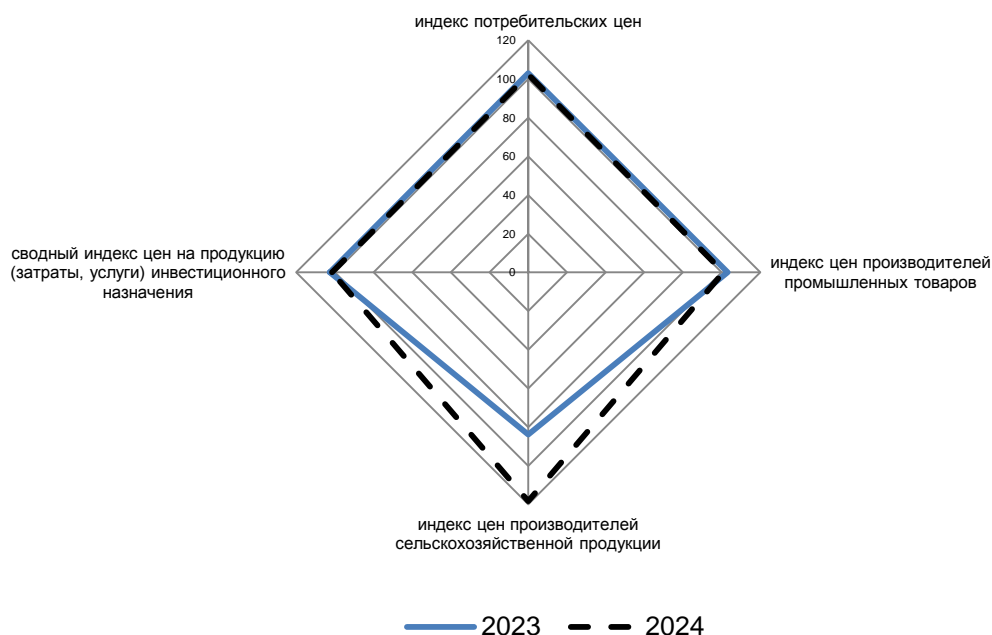 индекс потребительских цен
120
100
80
60
40
20
0
сводный индекс цен на продукцию
(затраты, услуги) инвестиционного
назначения
индекс цен производителей
промышленных товаров
индекс цен производителей
сельскохозяйственной продукции
2023 2024